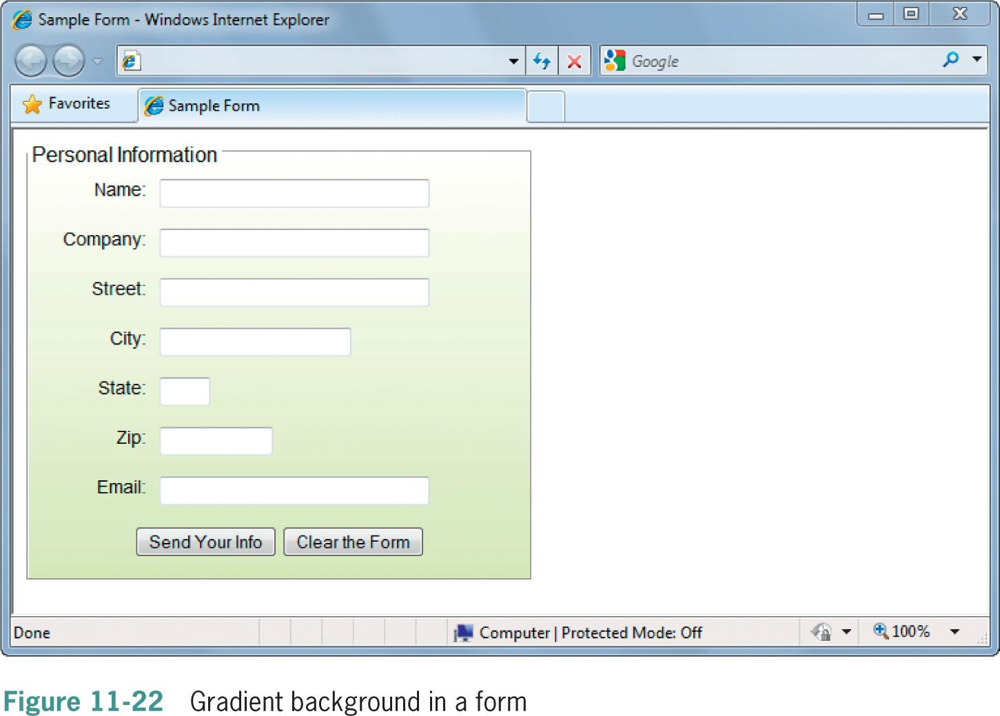 Sample Form - Windows Internet Explorer
Google
Favorites
Sample Form
Personal Information
Name:
Company:
Street:
City:
State:
Zip:
Email:
Send Your Info
Clear the Form
Done
Computer | Protected Mode: Off
100%
Figure 11-22 Gradient background in a form